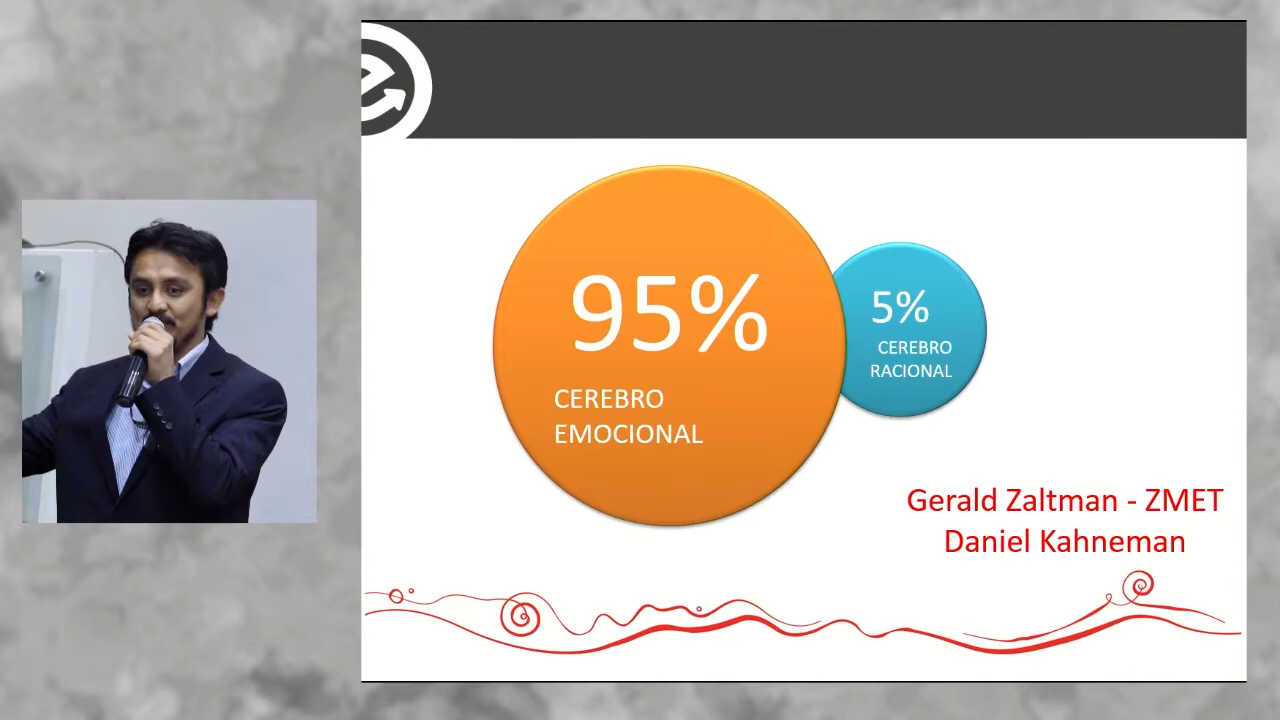 95%
CEREBRO
EMOCIONAL
5%
CEREBRO
RACIONAL
Gerald Zaltman - ZMET
Daniel Kahneman